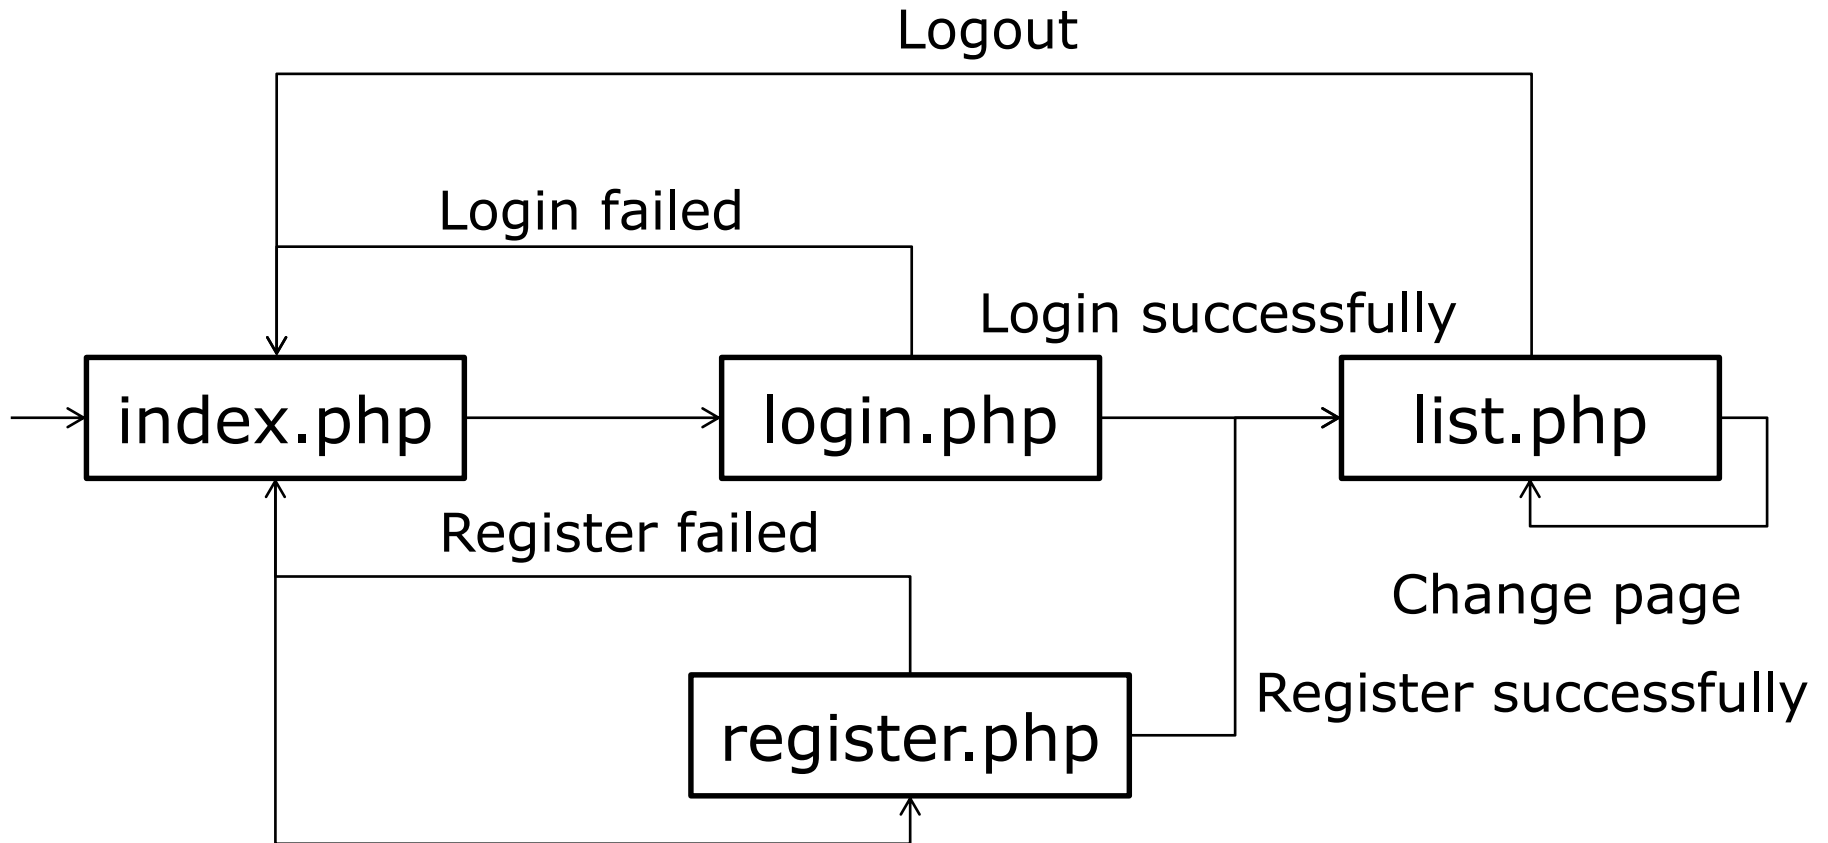 Logout
Login failed
Login successfully
index.php
login.php
list.php
Register failed
Change page
Register successfully
register.php